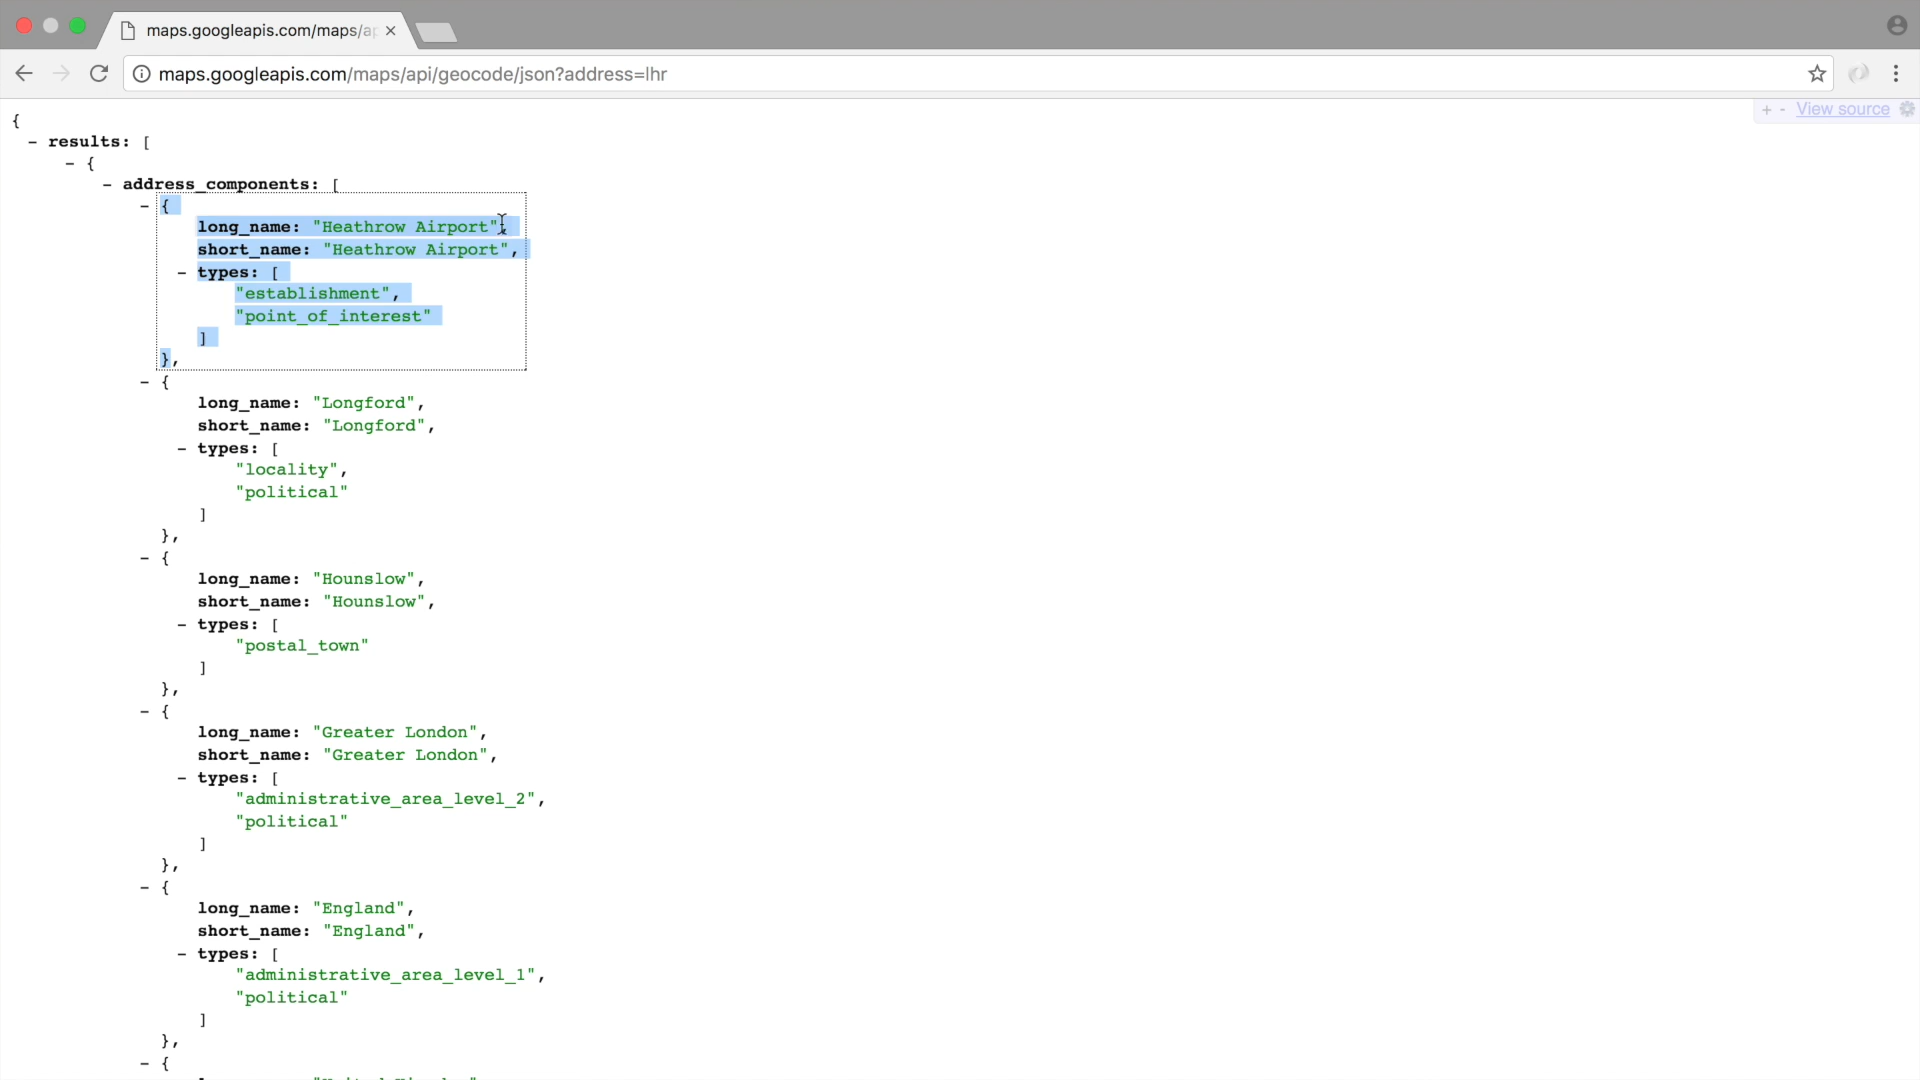 maps.googleapis.com/maps/ap
maps.googleapis.com/maps/api/geocode/json?address=lhr
+ - View source
{
- results: [
- {
- address_components: [
- {
long_name: "Heathrow Airport",
short_name: "Heathrow Airport",
- types: [
"establishment",
"point_of_interest"
]
},
- {
long_name: "Longford",
short_name: "Longford",
- types: [
"locality",
"political"
]
},
- {
long_name: "Hounslow",
short_name: "Hounslow",
- types: [
"postal_town"
]
},
- {
long_name: "Greater London",
short_name: "Greater London",
- types: [
"administrative_area_level_2",
"political"
]
},
- {
long_name: "England",
short_name: "England",
- types: [
"administrative_area_level_1",
"political"
]
},
- {